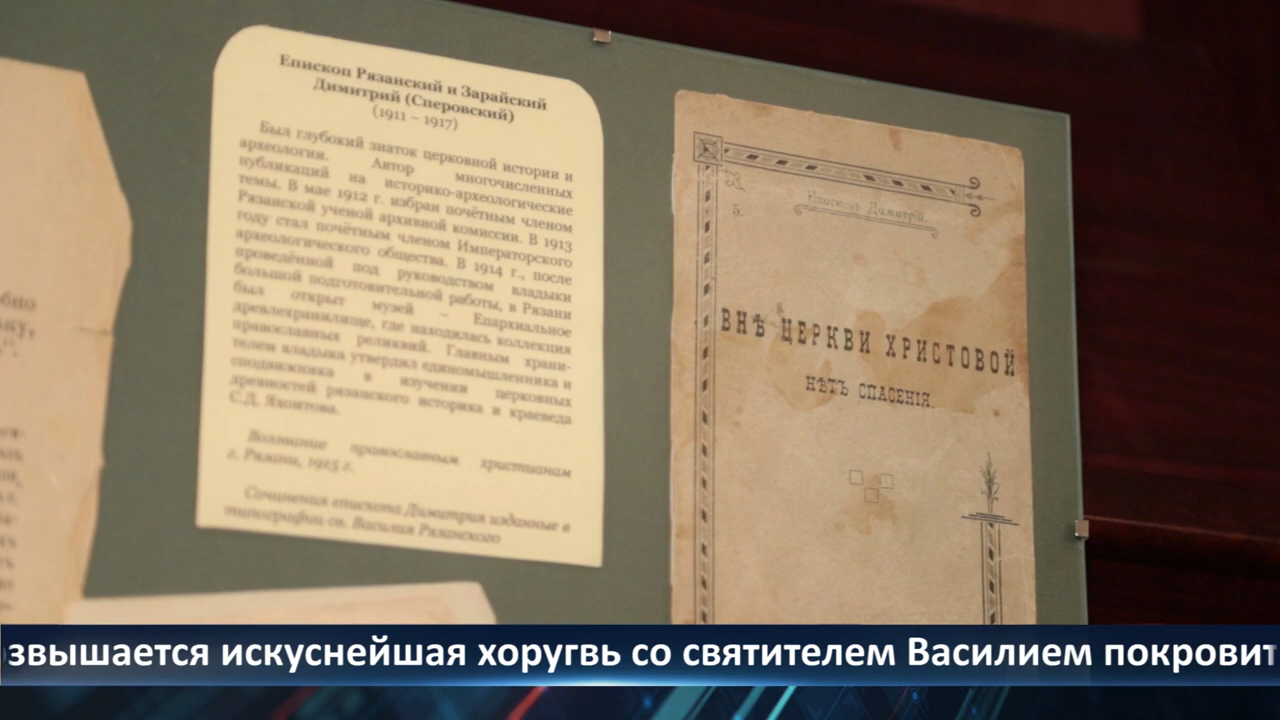 Епископ Рязанский и Зарайский
Димитрий (Сперовский)
(1911 – 1917)
Был глубокий знаток церковной истории и
археологии. Автор многочисленных
публикаций на историко-археологические
темы. В мае 1912 г. избран почётным членом
Рязанской ученой архивной комиссии. В 1913
году стал почётным членом Императорского
археологического общества. В 1914 г., после
проведённой под руководством владыки
большой подготовительной работы, в Рязани
был открыт музей – Епархиальное
древлехранилище, где находилась коллекция
православных реликвий. Главным храни-
телем владыка утвердил единомышленника и
сподвижника в изучении церковных
древностей рязанского историка и краеведа
С.Д. Яхонтова.
Воззвание православным христианам
г. Рязани, 1915 г.
Сочинения епископа Димитрия изданные в
типографии св. Василия Рязанского
5.
Епископъ Димитрій.
ВНѢ ЦЕРКВИ ХРИСТОВОЙ
НѢТЪ СПАСЕНІЯ.
звышается искуснейшая хоругвь со святителем Василием покровит